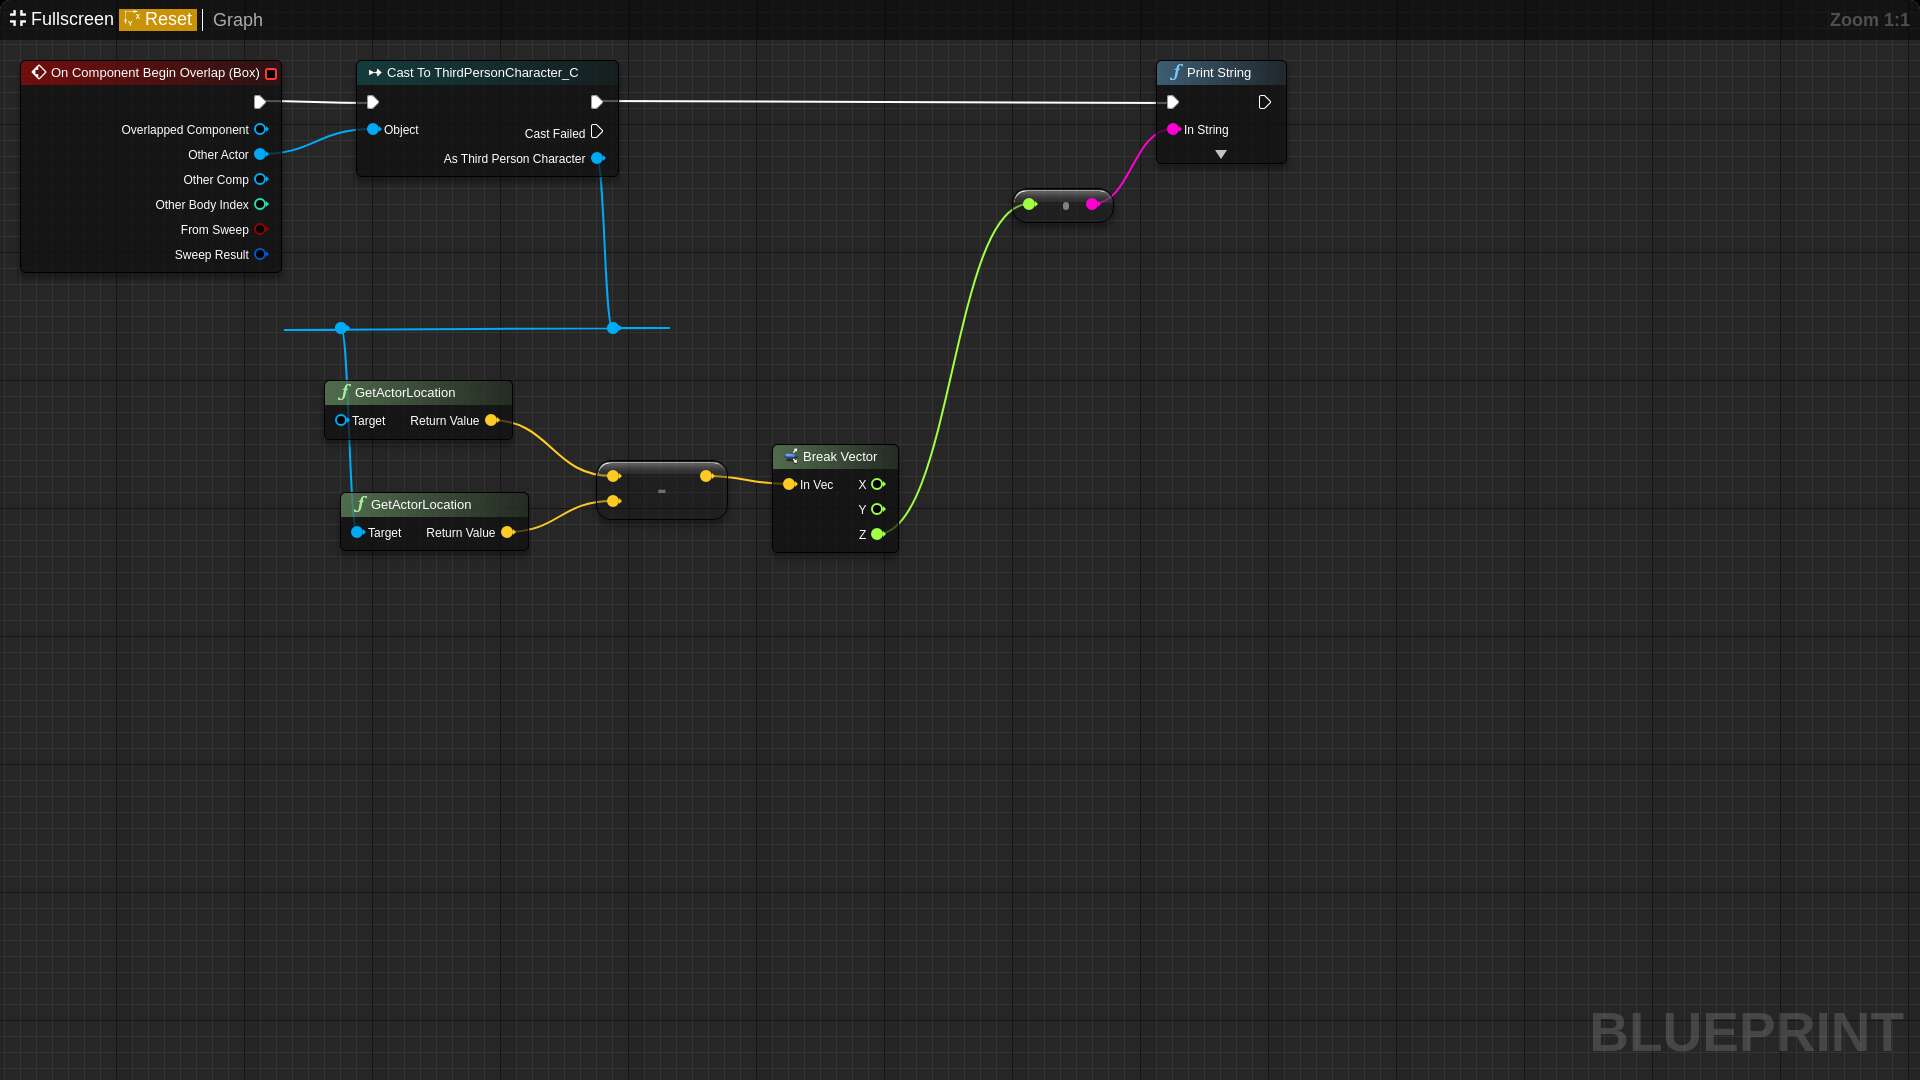 Fullscreen Reset Graph Zoom 1:1
On Component Begin Overlap (Box)
Overlapped Component
Other Actor
Other Comp
Other Body Index
From Sweep
Sweep Result
Cast To ThirdPersonCharacter_C
Object
Cast Failed
As Third Person Character
Print String
In String
GetActorLocation
Target Return Value
GetActorLocation
Target Return Value
-
Break Vector
In Vec X
Y
Z
BLUEPRINT